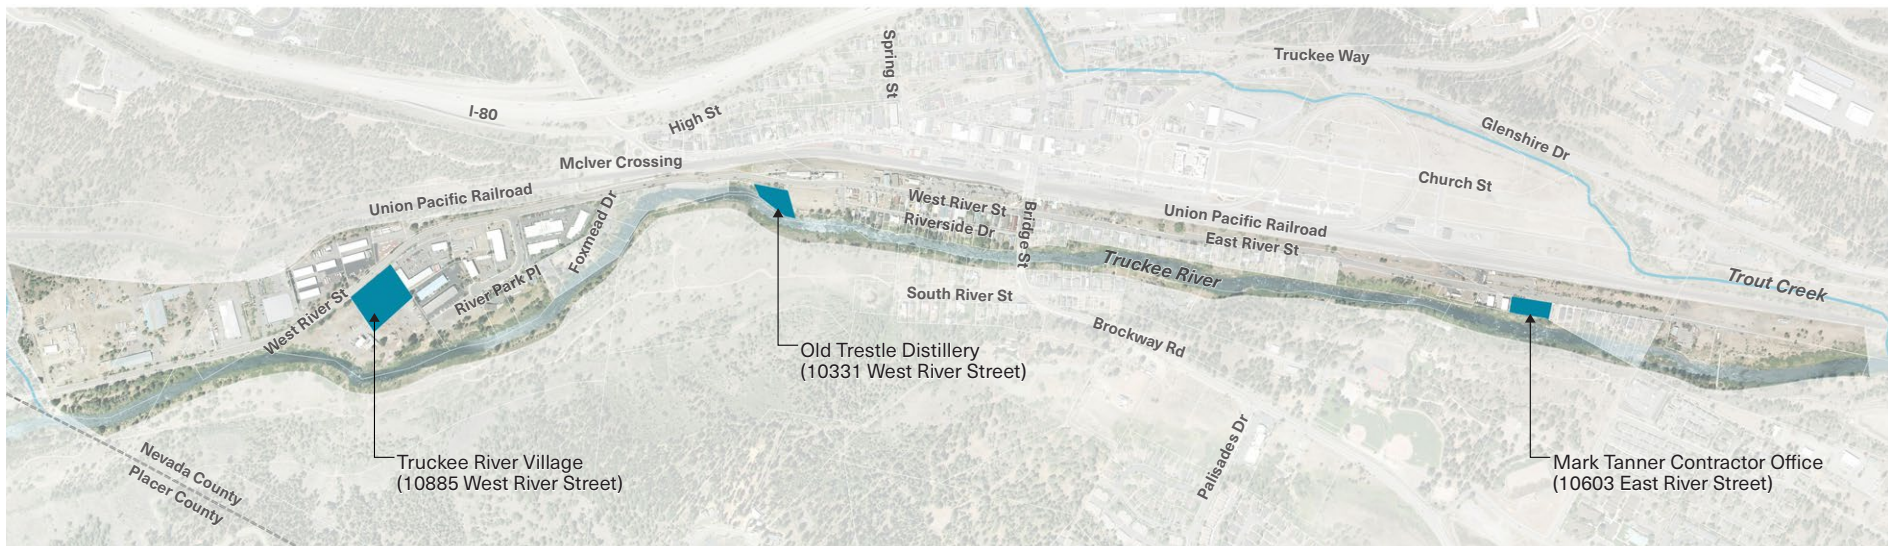 Spring St
Truckee Way
I-80
High St
Glenshire Dr
McIver Crossing
Church St
Union Pacific Railroad
Foxmead Dr
West River St
Riverside Dr
Bridge St
Union Pacific Railroad
East River St
Truckee River
Trout Creek
River Park Pl
West River St
South River St
Brockway Rd
Old Trestle Distillery
(10331 West River Street)
Palisades Dr
Nevada County
Placer County
Truckee River Village
(10885 West River Street)
Mark Tanner Contractor Office
(10603 East River Street)